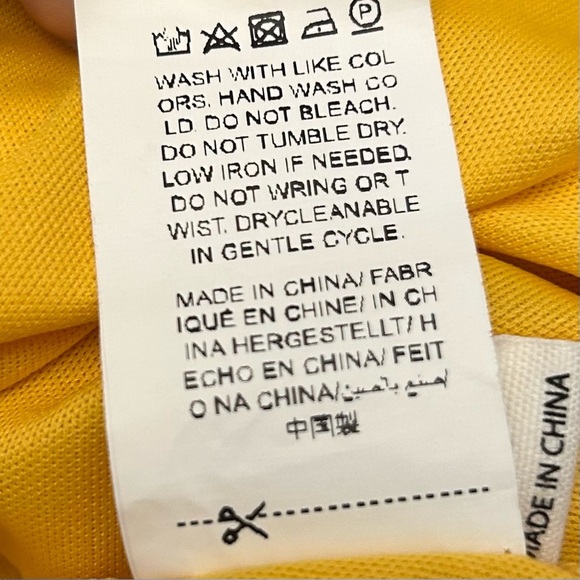 P
WASH WITH LIKE COL
ORS. HAND WASH CO
LD. DO NOT BLEACH.
DO NOT TUMBLE DRY.
LOW IRON IF NEEDED.
DO NOT WRING OR T
WIST. DRYCLEANABLE
IN GENTLE CYCLE.
MADE IN CHINA/ FABR
IQUÉ EN CHINE/ IN CH
INA HERGESTELLT/ H
ECHO EN CHINA/ FEIT
O NA CHINA/صنع بالصين/
中国製
MADE IN CHINA